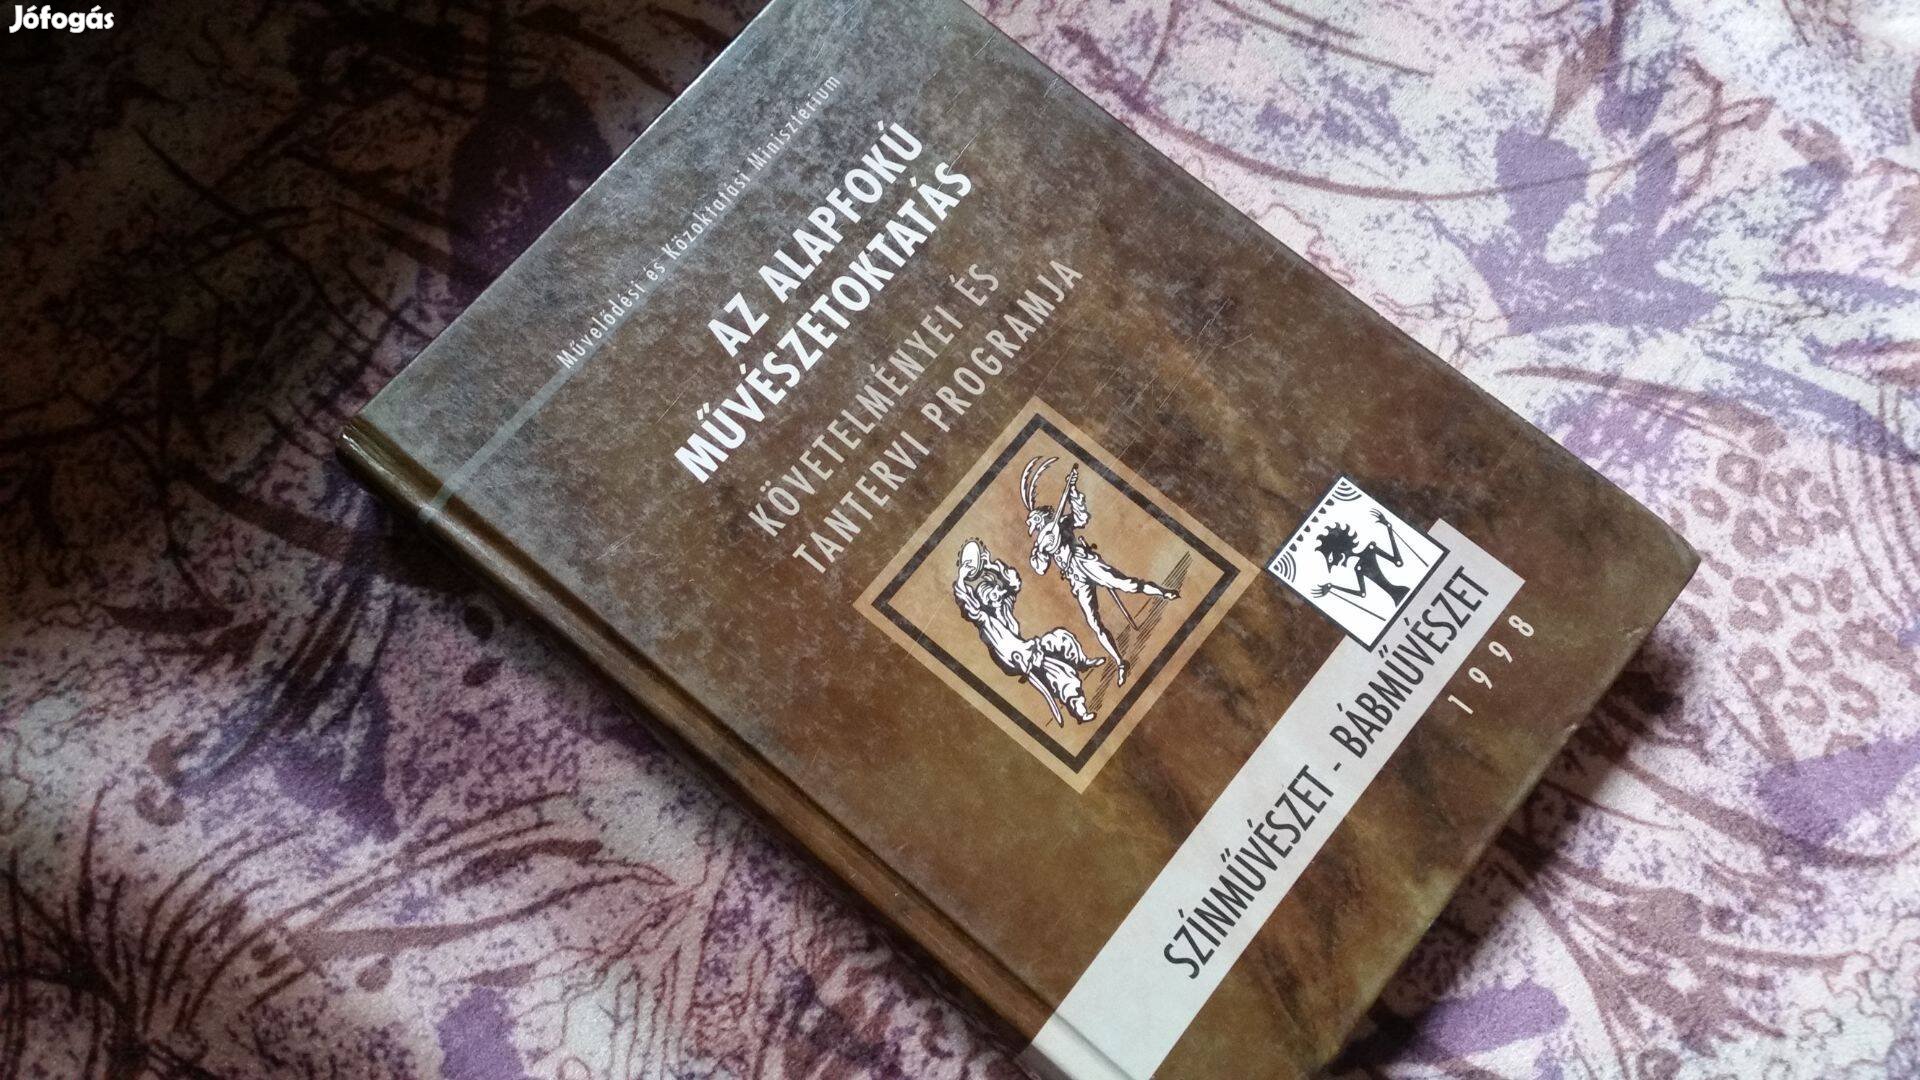 Jófogás
Művelődési és Közoktatási Minisztérium
AZ ALAPFOKÚ
MŰVÉSZETOKTATÁS
KÖVETELMÉNYEI ÉS
TANTERVI PROGRAMJA
SZÍNMŰVÉSZET - BÁBMŰVÉSZET
1998